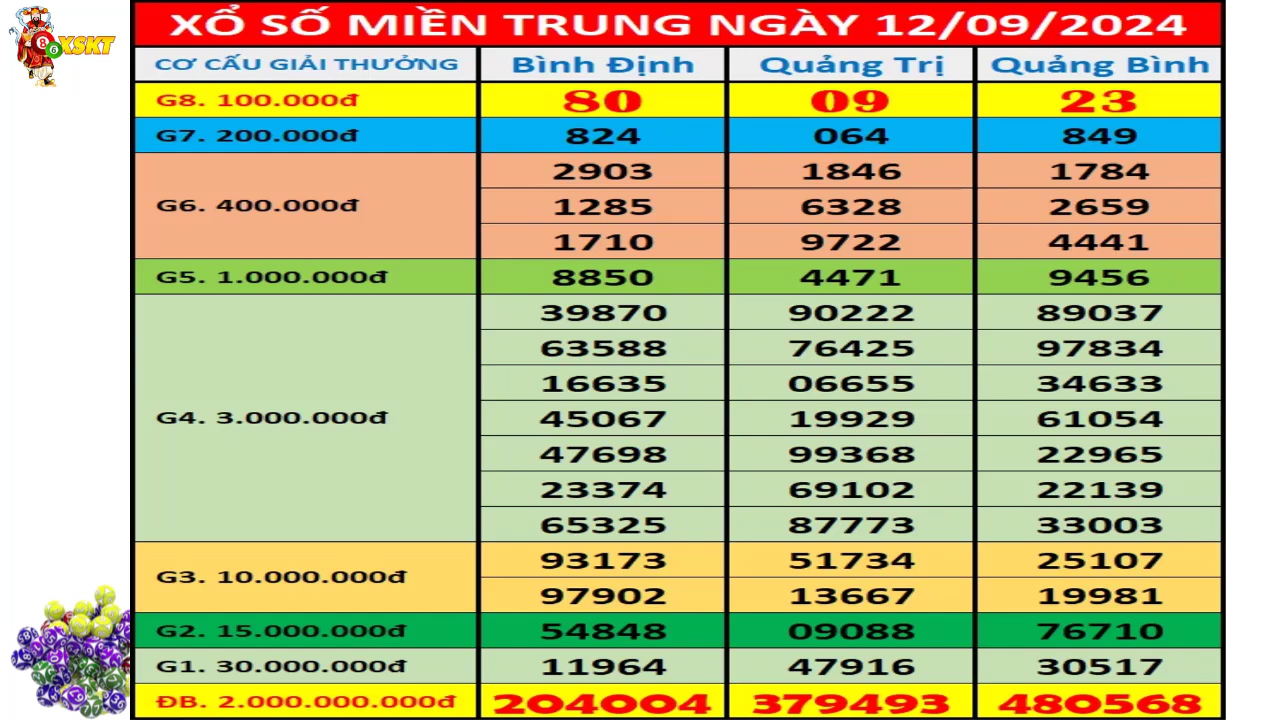 XSKT
86
XỔ SỐ MIỀN TRUNG NGÀY 12/09/2024
CƠ CẤU GIẢI THƯỞNG Bình Định Quảng Trị Quảng Bình
G8. 100.000đ 80 09 23
G7. 200.000đ 824 064 849
2903 1846 1784
G6. 400.000đ 1285 6328 2659
1710 9722 4441
G5. 1.000.000đ 8850 4471 9456
39870 90222 89037
63588 76425 97834
16635 06655 34633
G4. 3.000.000đ 45067 19929 61054
47698 99368 22965
23374 69102 22139
65325 87773 33003
G3. 10.000.000đ 93173 51734 25107
97902 13667 19981
G2. 15.000.000đ 54848 09088 76710
G1. 30.000.000đ 11964 47916 30517
ĐB. 2.000.000.000đ 204004 379493 480568